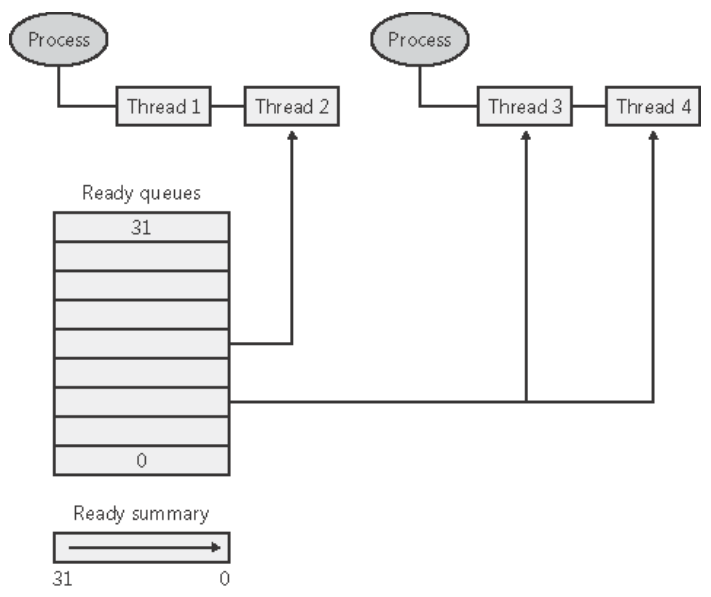 Process
Process
Thread 1
Thread 2
Thread 3
Thread 4
Ready queues
31
0
Ready summary
31
0